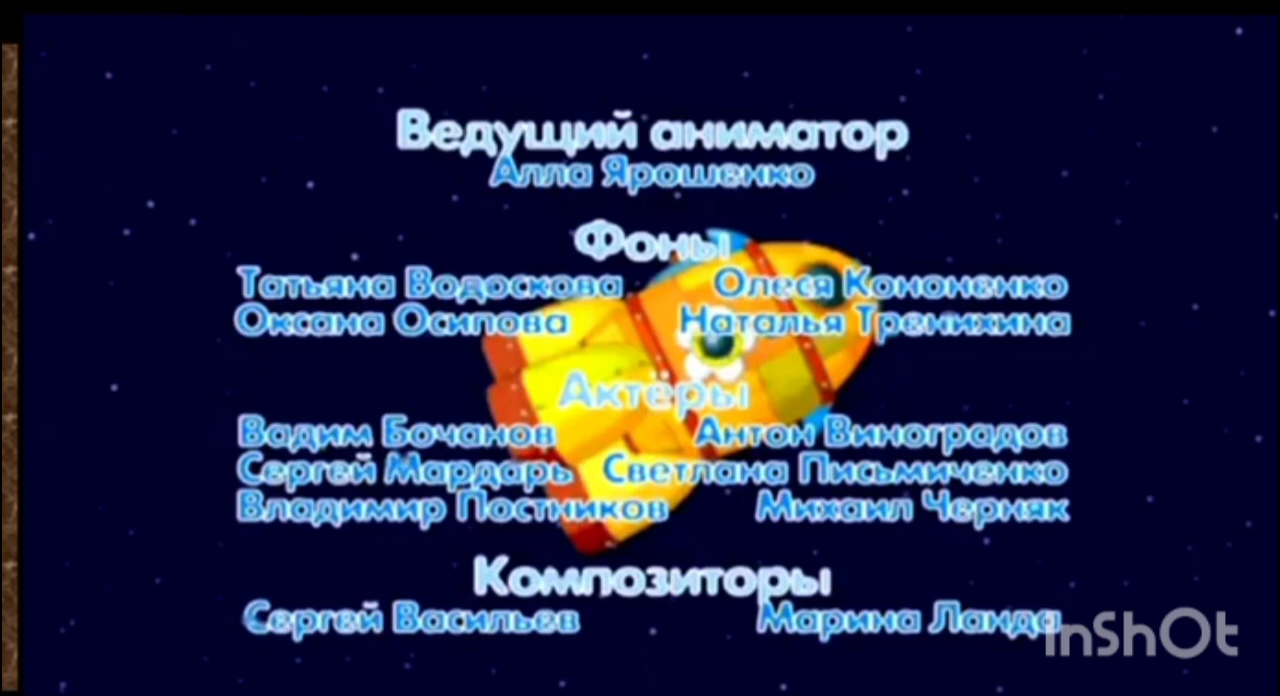 Ведущий аниматор
Алла Ярошенко
Фоны
Татьяна Водоскова Олеся Кононенко
Оксана Осипова Наталья Тренихина
Актёры
Вадим Бочанов Антон Виноградов
Сергей Мардарь Светлана Письмиченко
Владимир Постников Михаил Черняк
Композиторы
Сергей Васильев Марина Ланда
InShOt